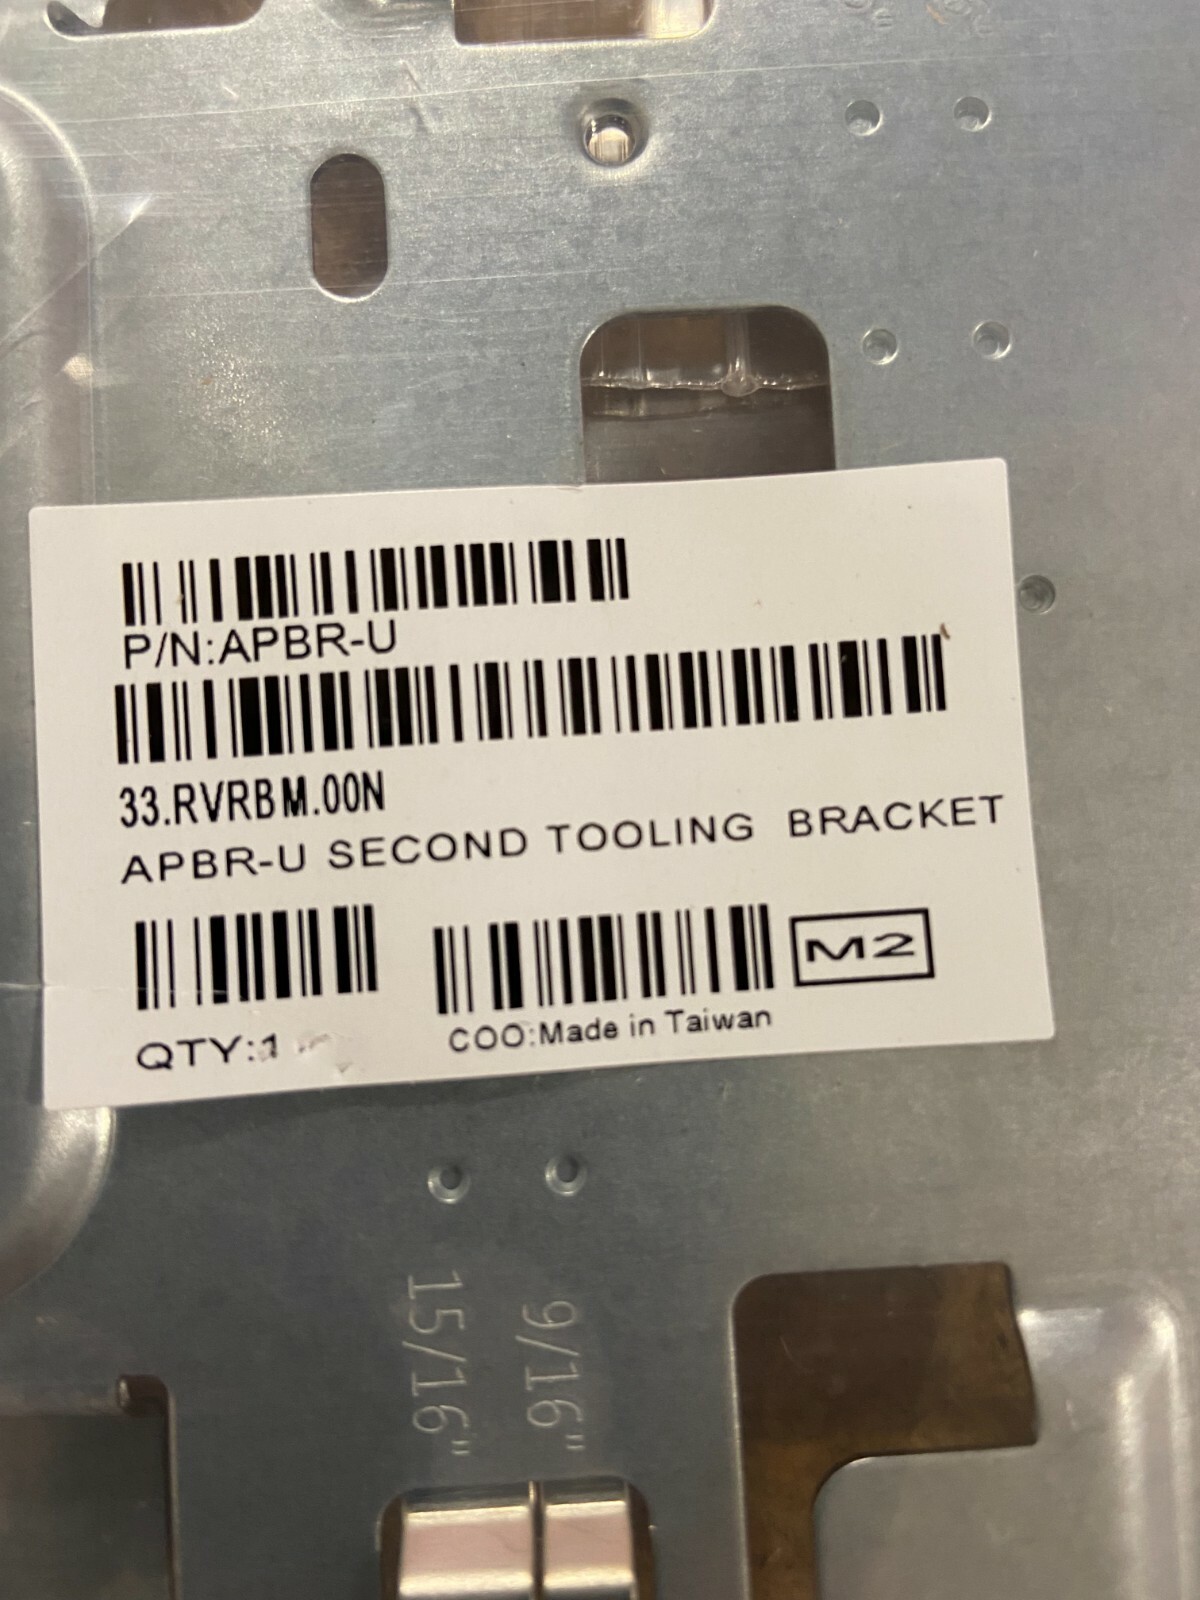 P/N:APBR-U
33.RVRBM.00N
APBR-U SECOND TOOLING BRACKET
M2
QTY:1
COO:Made in Taiwan
15/16"
9/16"